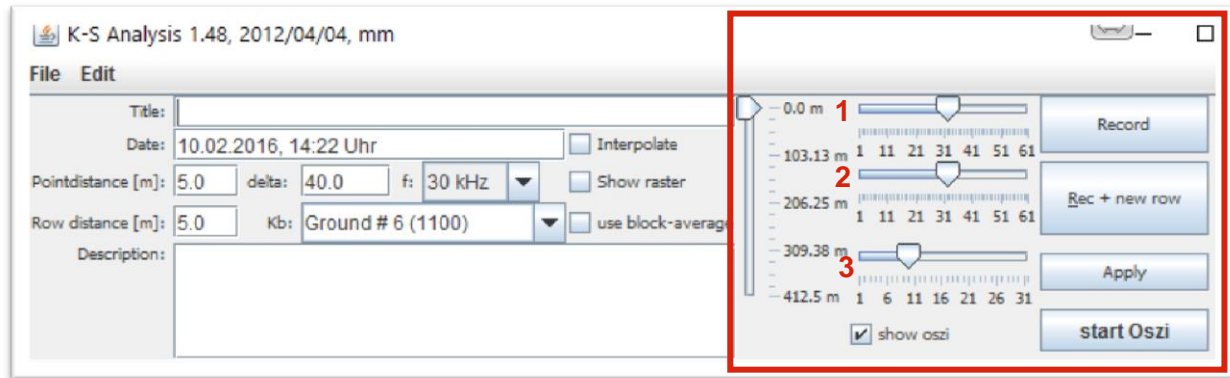 K-S Analysis 1.48, 2012/04/04, mm
File Edit
Title:
Date: 10.02.2016, 14:22 Uhr Interpolate
Pointdistance [m]: 5.0 delta: 40.0 f: 30 kHz Show raster
Row distance [m]: 5.0 Kb: Ground # 6 (1100) use block-average
Description:
0.0 m
103.13 m
206.25 m
309.38 m
412.5 m
1
1 11 21 31 41 51 61
2
1 11 21 31 41 51 61
3
1 6 11 16 21 26 31
show oszi
Record
Rec + new row
Apply
start Oszi